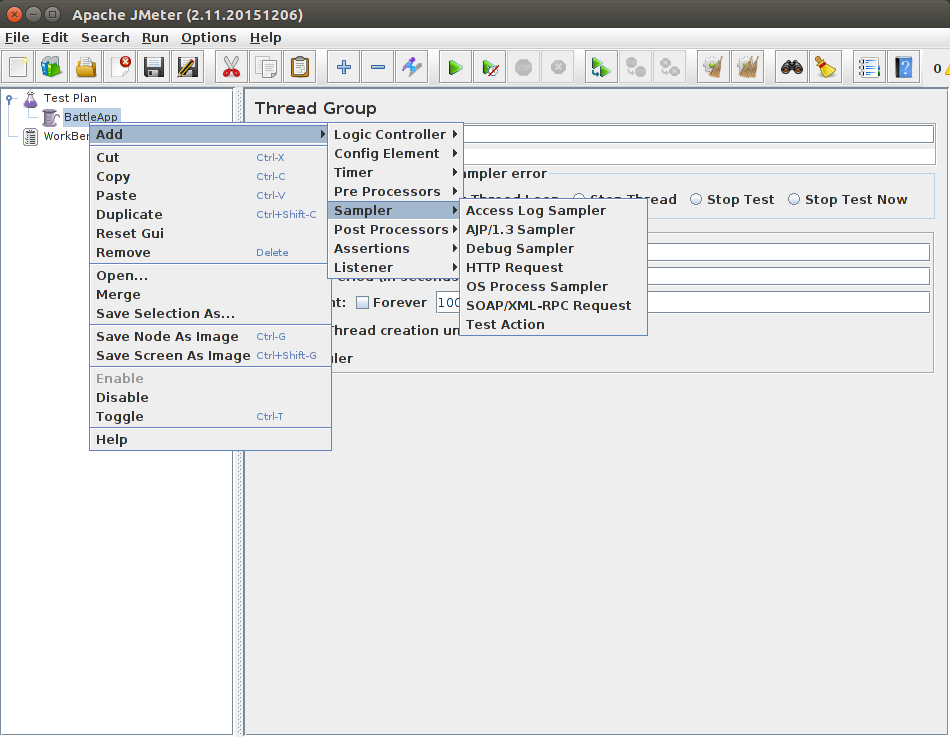 Apache JMeter (2.11.20151206)
File Edit Search Run Options Help
0
Test Plan
BattleApp
WorkBen
Thread Group
Add
Cut Ctrl-X
Copy Ctrl-C
Paste Ctrl-V
Duplicate Ctrl+Shift-C
Reset Gui
Remove Delete
Open...
Merge
Save Selection As...
Save Node As Image Ctrl-G
Save Screen As Image Ctrl+Shift-G
Enable
Disable
Toggle Ctrl-T
Help
Logic Controller
Config Element
Timer
Pre Processors
Sampler
Post Processors
Assertions
Listener
Access Log Sampler
AJP/1.3 Sampler
Debug Sampler
HTTP Request
OS Process Sampler
SOAP/XML-RPC Request
Test Action
ampler error
Stop Test Stop Test Now
nt: Forever 100
Thread creation un
uler